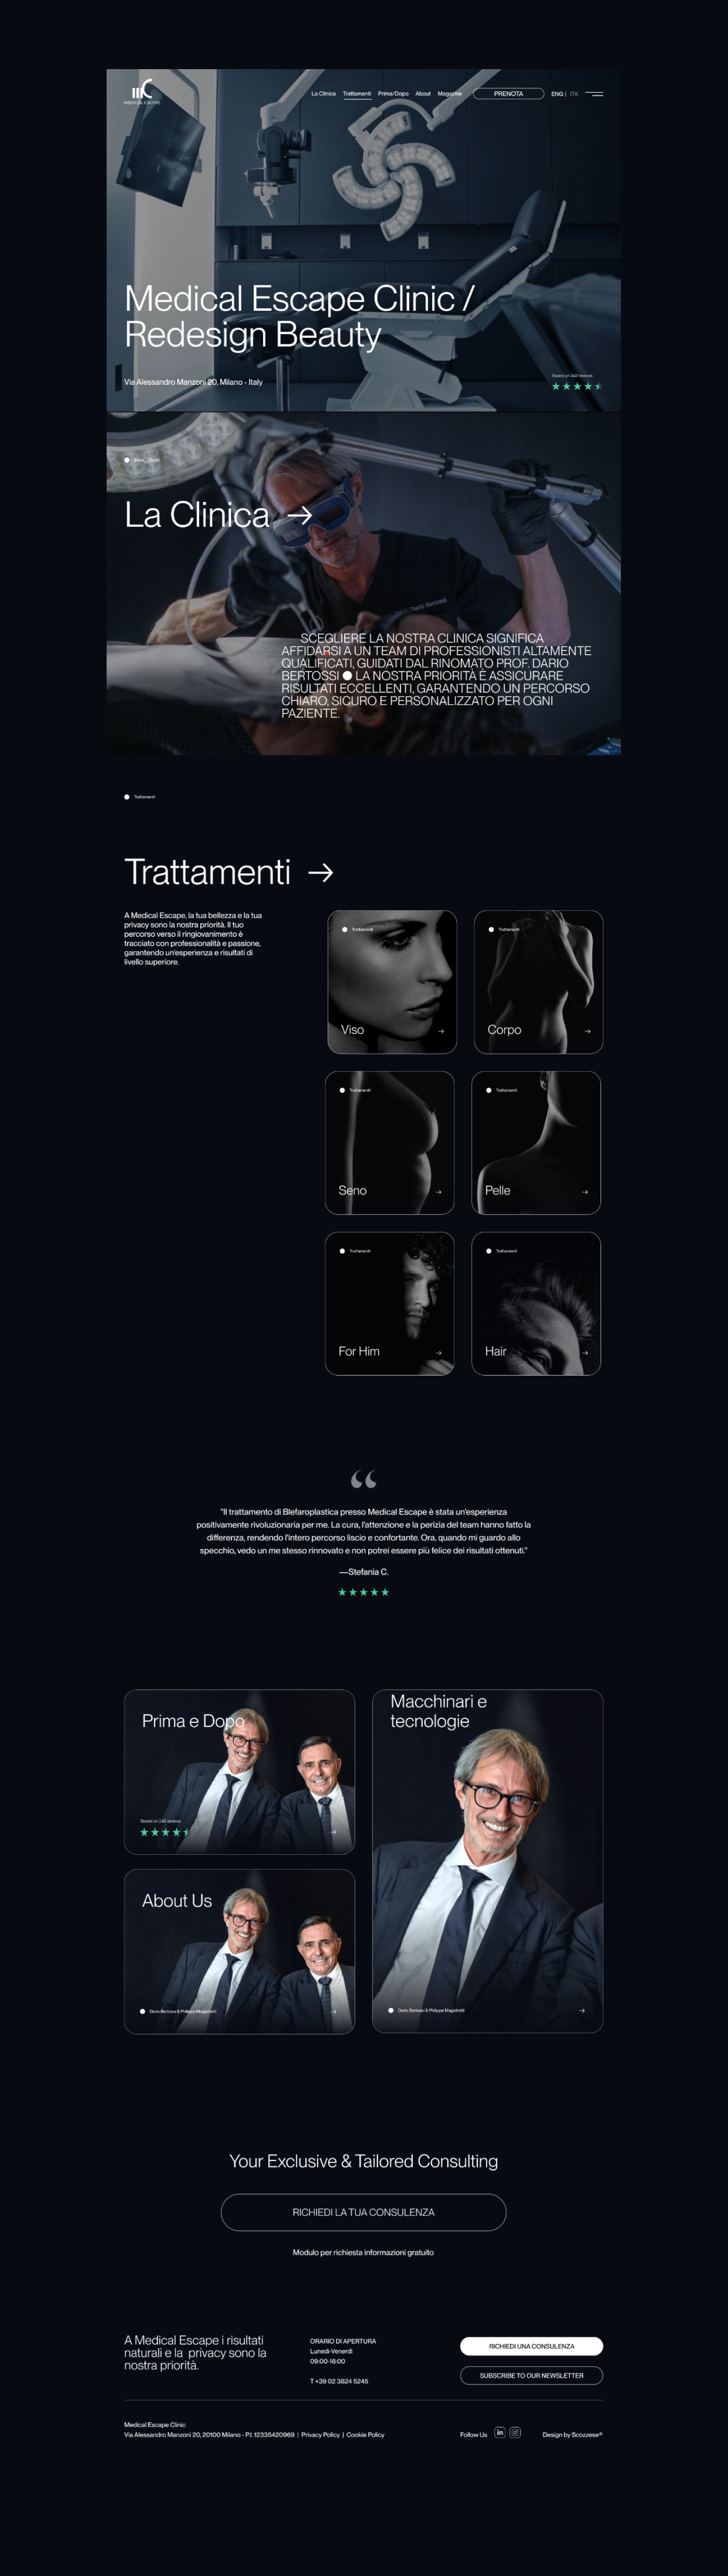 MEDICAL ESCAPE
La Clinica Trattamenti Prima/Dopo About Magazine PRENOTA ENG | ITA
Medical Escape Clinic /
Redesign Beauty
Via Alessandro Manzoni 20, Milano - Italy
Based on 340 reviews
La Clinica
Dario Bertossi
SCEGLIERE LA NOSTRA CLINICA SIGNIFICA
AFFIDARSI A UN TEAM DI PROFESSIONISTI ALTAMENTE
QUALIFICATI, GUIDATI DAL RINOMATO PROF. DARIO
BERTOSSI LA NOSTRA PRIORITÀ È ASSICURARE
RISULTATI ECCELLENTI, GARANTENDO UN PERCORSO
CHIARO, SICURO E PERSONALIZZATO PER OGNI
PAZIENTE.
Trattamenti
Trattamenti
A Medical Escape, la tua bellezza e la tua
privacy sono la nostra priorità. Il tuo
percorso verso il ringiovanimento è
tracciato con professionalità e passione,
garantendo un'esperienza e risultati di
livello superiore.
Trattamenti
Viso
Trattamenti
Corpo
Trattamenti
Seno
Trattamenti
Pelle
Trattamenti
For Him
Trattamenti
Hair
"Il trattamento di Blefaroplastica presso Medical Escape è stata un'esperienza
positivamente rivoluzionaria per me. La cura, l'attenzione e la perizia del team hanno fatto la
differenza, rendendo l'intero percorso liscio e confortante. Ora, quando mi guardo allo
specchio, vedo un me stesso rinnovato e non potrei essere più felice dei risultati ottenuti."
—Stefania C.
Prima e Dopo
Based on 340 reviews
About Us
Dario Bertossi & Philippe Magistretti
Macchinari e
tecnologie
Dario Bertossi & Philippe Magistretti
Your Exclusive & Tailored Consulting
RICHIEDI LA TUA CONSULENZA
Modulo per richiesta informazioni gratuito
A Medical Escape i risultati
naturali e la  privacy sono la
nostra priorità.
ORARIO DI APERTURA
Lunedì-Venerdì
09:00-18:00
T +39 02 3824 5245
RICHIEDI UNA CONSULENZA
SUBSCRIBE TO OUR NEWSLETTER
Medical Escape Clinic
Via Alessandro Manzoni 20, 20100 Milano - P.I. 12335420969 | Privacy Policy | Cookie Policy
Follow Us in
Design by Scozzese®